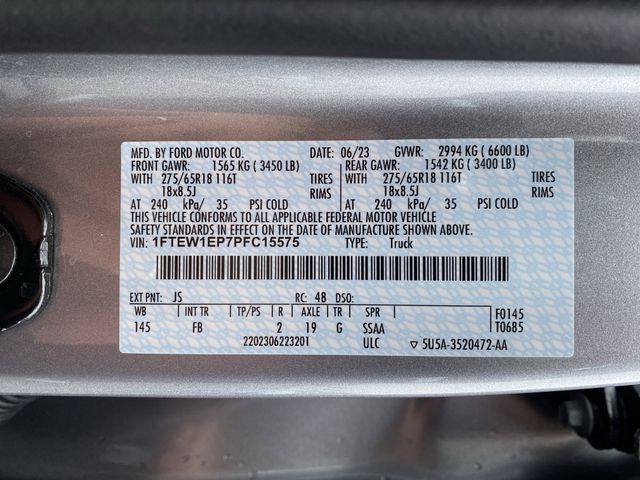 MFD. BY FORD MOTOR CO. DATE: 06/23 GVWR: 2994 KG ( 6600 LB)
FRONT GAWR: 1565 KG ( 3450 LB) REAR GAWR: 1542 KG ( 3400 LB)
WITH 275/65R18 116T TIRES WITH 275/65R18 116T TIRES
18x8.5J RIMS 18x8.5J RIMS
AT 240 kPa/ 35 PSI COLD AT 240 kPa/ 35 PSI COLD
THIS VEHICLE CONFORMS TO ALL APPLICABLE FEDERAL MOTOR VEHICLE
SAFETY STANDARDS IN EFFECT ON THE DATE OF MANUFACTURE SHOWN ABOVE.
VIN: 1FTEW1EP7PFC15575 TYPE: Truck
EXT PNT: JS RC: 48 DSO:
WB INT TR TP/PS R AXLE TR SPR F0145
145 FB 2 19 G SSAA T0685
2202306223201 ULC ▽ 5U5A-3520472-AA